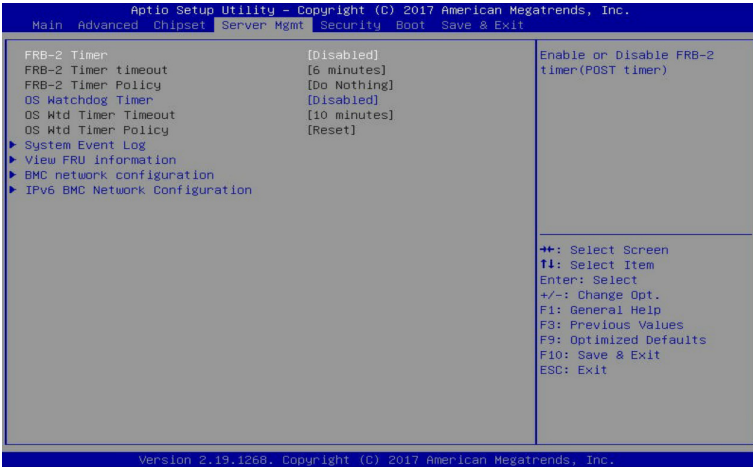 Aptio Setup Utility – Copyright (C) 2017 American Megatrends, Inc.
Main Advanced Chipset Server Mgmt Security Boot Save & Exit
FRB-2 Timer [Disabled]
FRB-2 Timer timeout [6 minutes]
FRB-2 Timer Policy [Do Nothing]
OS Watchdog Timer [Disabled]
OS Wtd Timer Timeout [10 minutes]
OS Wtd Timer Policy [Reset]
▶ System Event Log
▶ View FRU information
▶ BMC network configuration
▶ IPv6 BMC Network Configuration
Enable or Disable FRB-2
timer(POST timer)
→←: Select Screen
↑↓: Select Item
Enter: Select
+/-: Change Opt.
F1: General Help
F3: Previous Values
F9: Optimized Defaults
F10: Save & Exit
ESC: Exit
Version 2.19.1268. Copyright (C) 2017 American Megatrends, Inc.